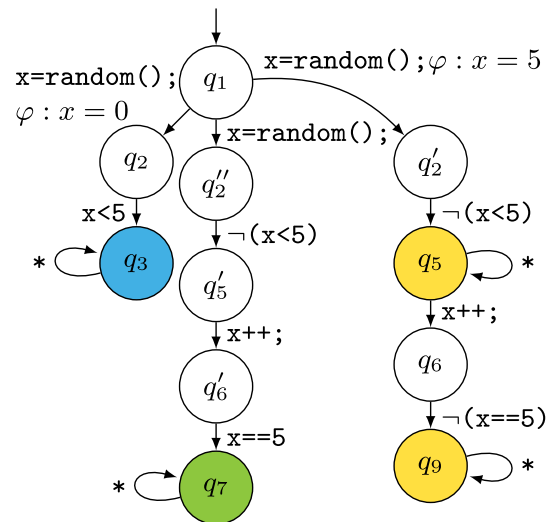 x=random();
φ : x = 0
q₁
x=random(); φ : x = 5
q₂
x=random();
q₂″
q₂′
x<5
¬(x<5)
¬(x<5)
*
q₃
q₅′
q₅
*
x++;
x++;
q₆′
q₆
x==5
¬(x==5)
*
q₇
q₉
*